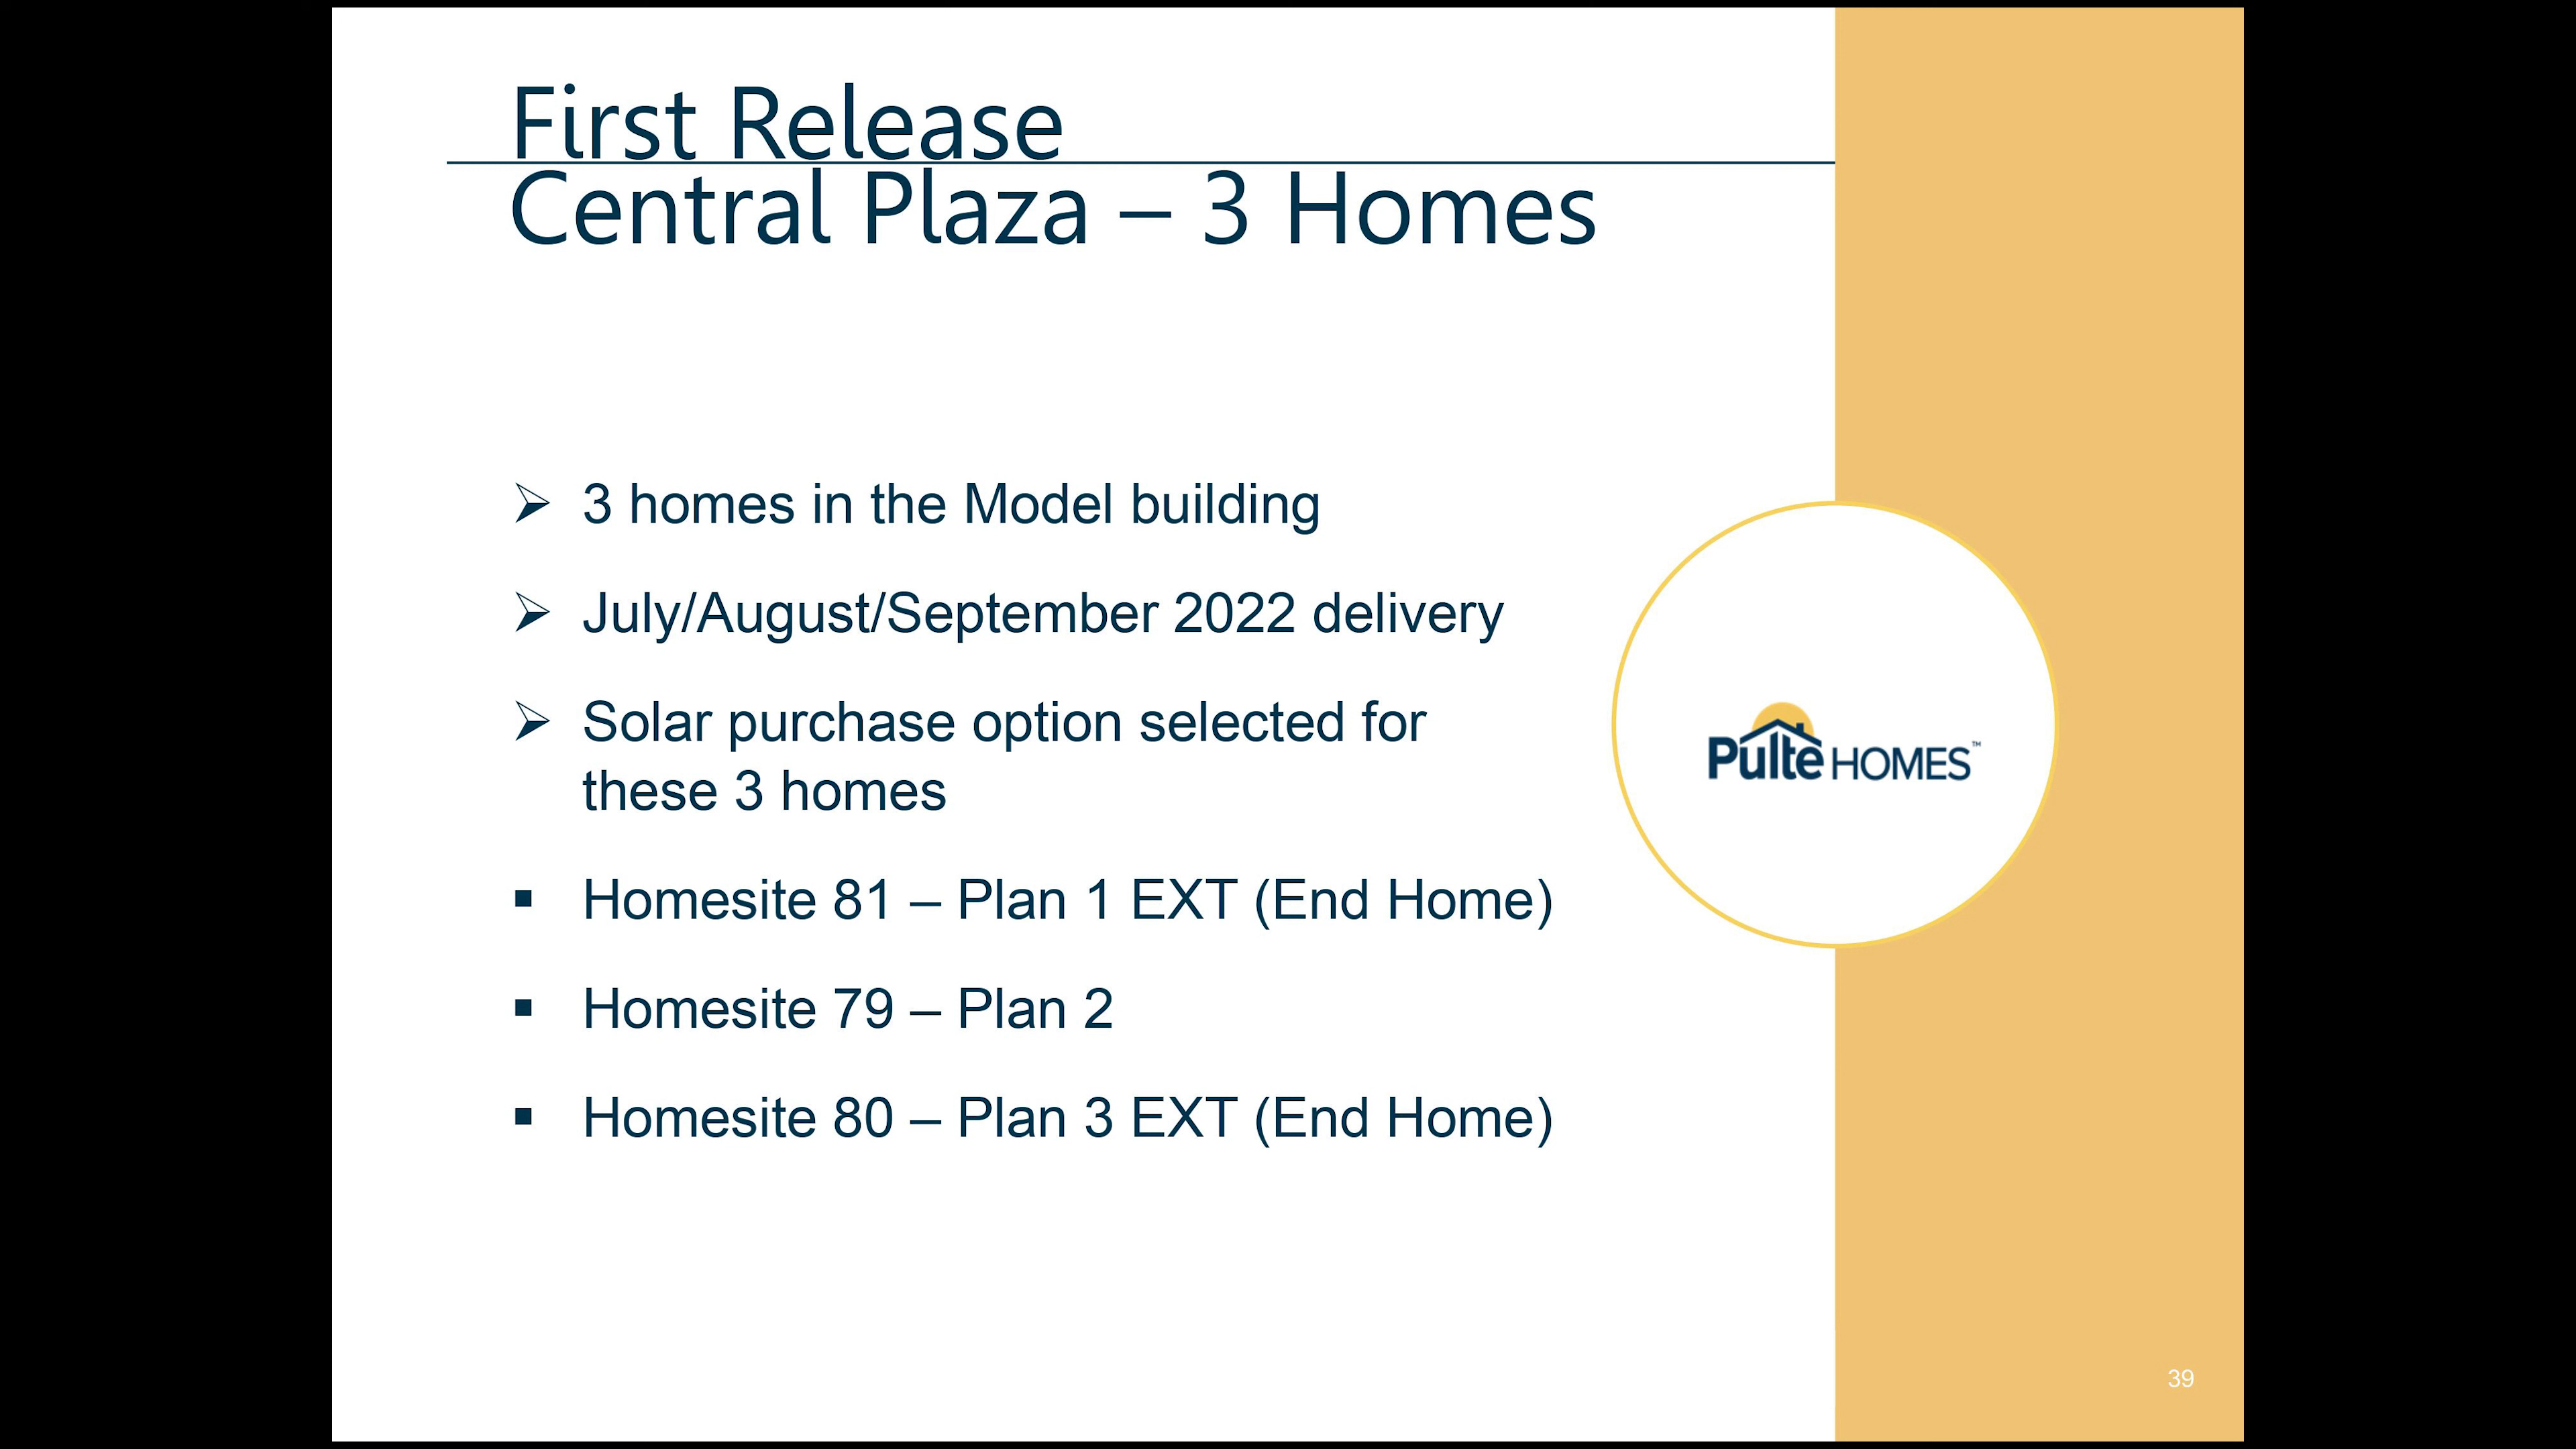 First Release
Central Plaza – 3 Homes
➢ 3 homes in the Model building
➢ July/August/September 2022 delivery
➢ Solar purchase option selected for
these 3 homes
▪ Homesite 81 – Plan 1 EXT (End Home)
▪ Homesite 79 – Plan 2
▪ Homesite 80 – Plan 3 EXT (End Home)
Pulte HOMES™
39